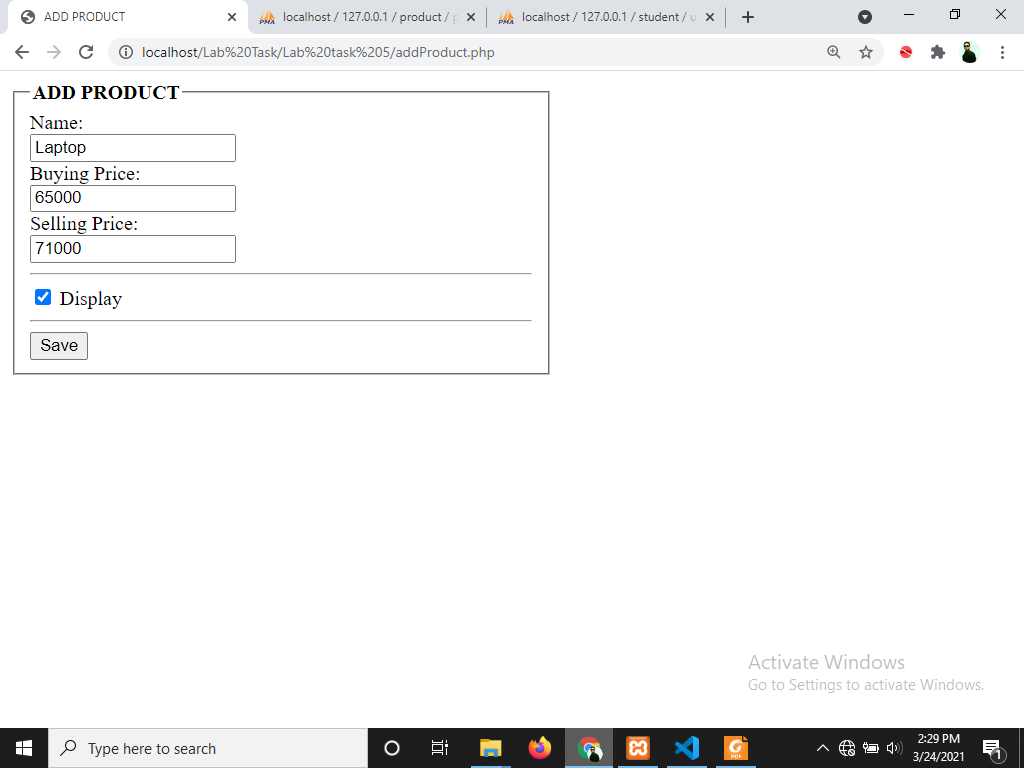 ADD PRODUCT
localhost / 127.0.0.1 / product /
localhost / 127.0.0.1 / student /
localhost/Lab%20Task/Lab%20task%205/addProduct.php
ADD PRODUCT
Name:
Laptop
Buying Price:
65000
Selling Price:
71000
Display
Save
Activate Windows
Go to Settings to activate Windows.
Type here to search
2:29 PM
3/24/2021
1